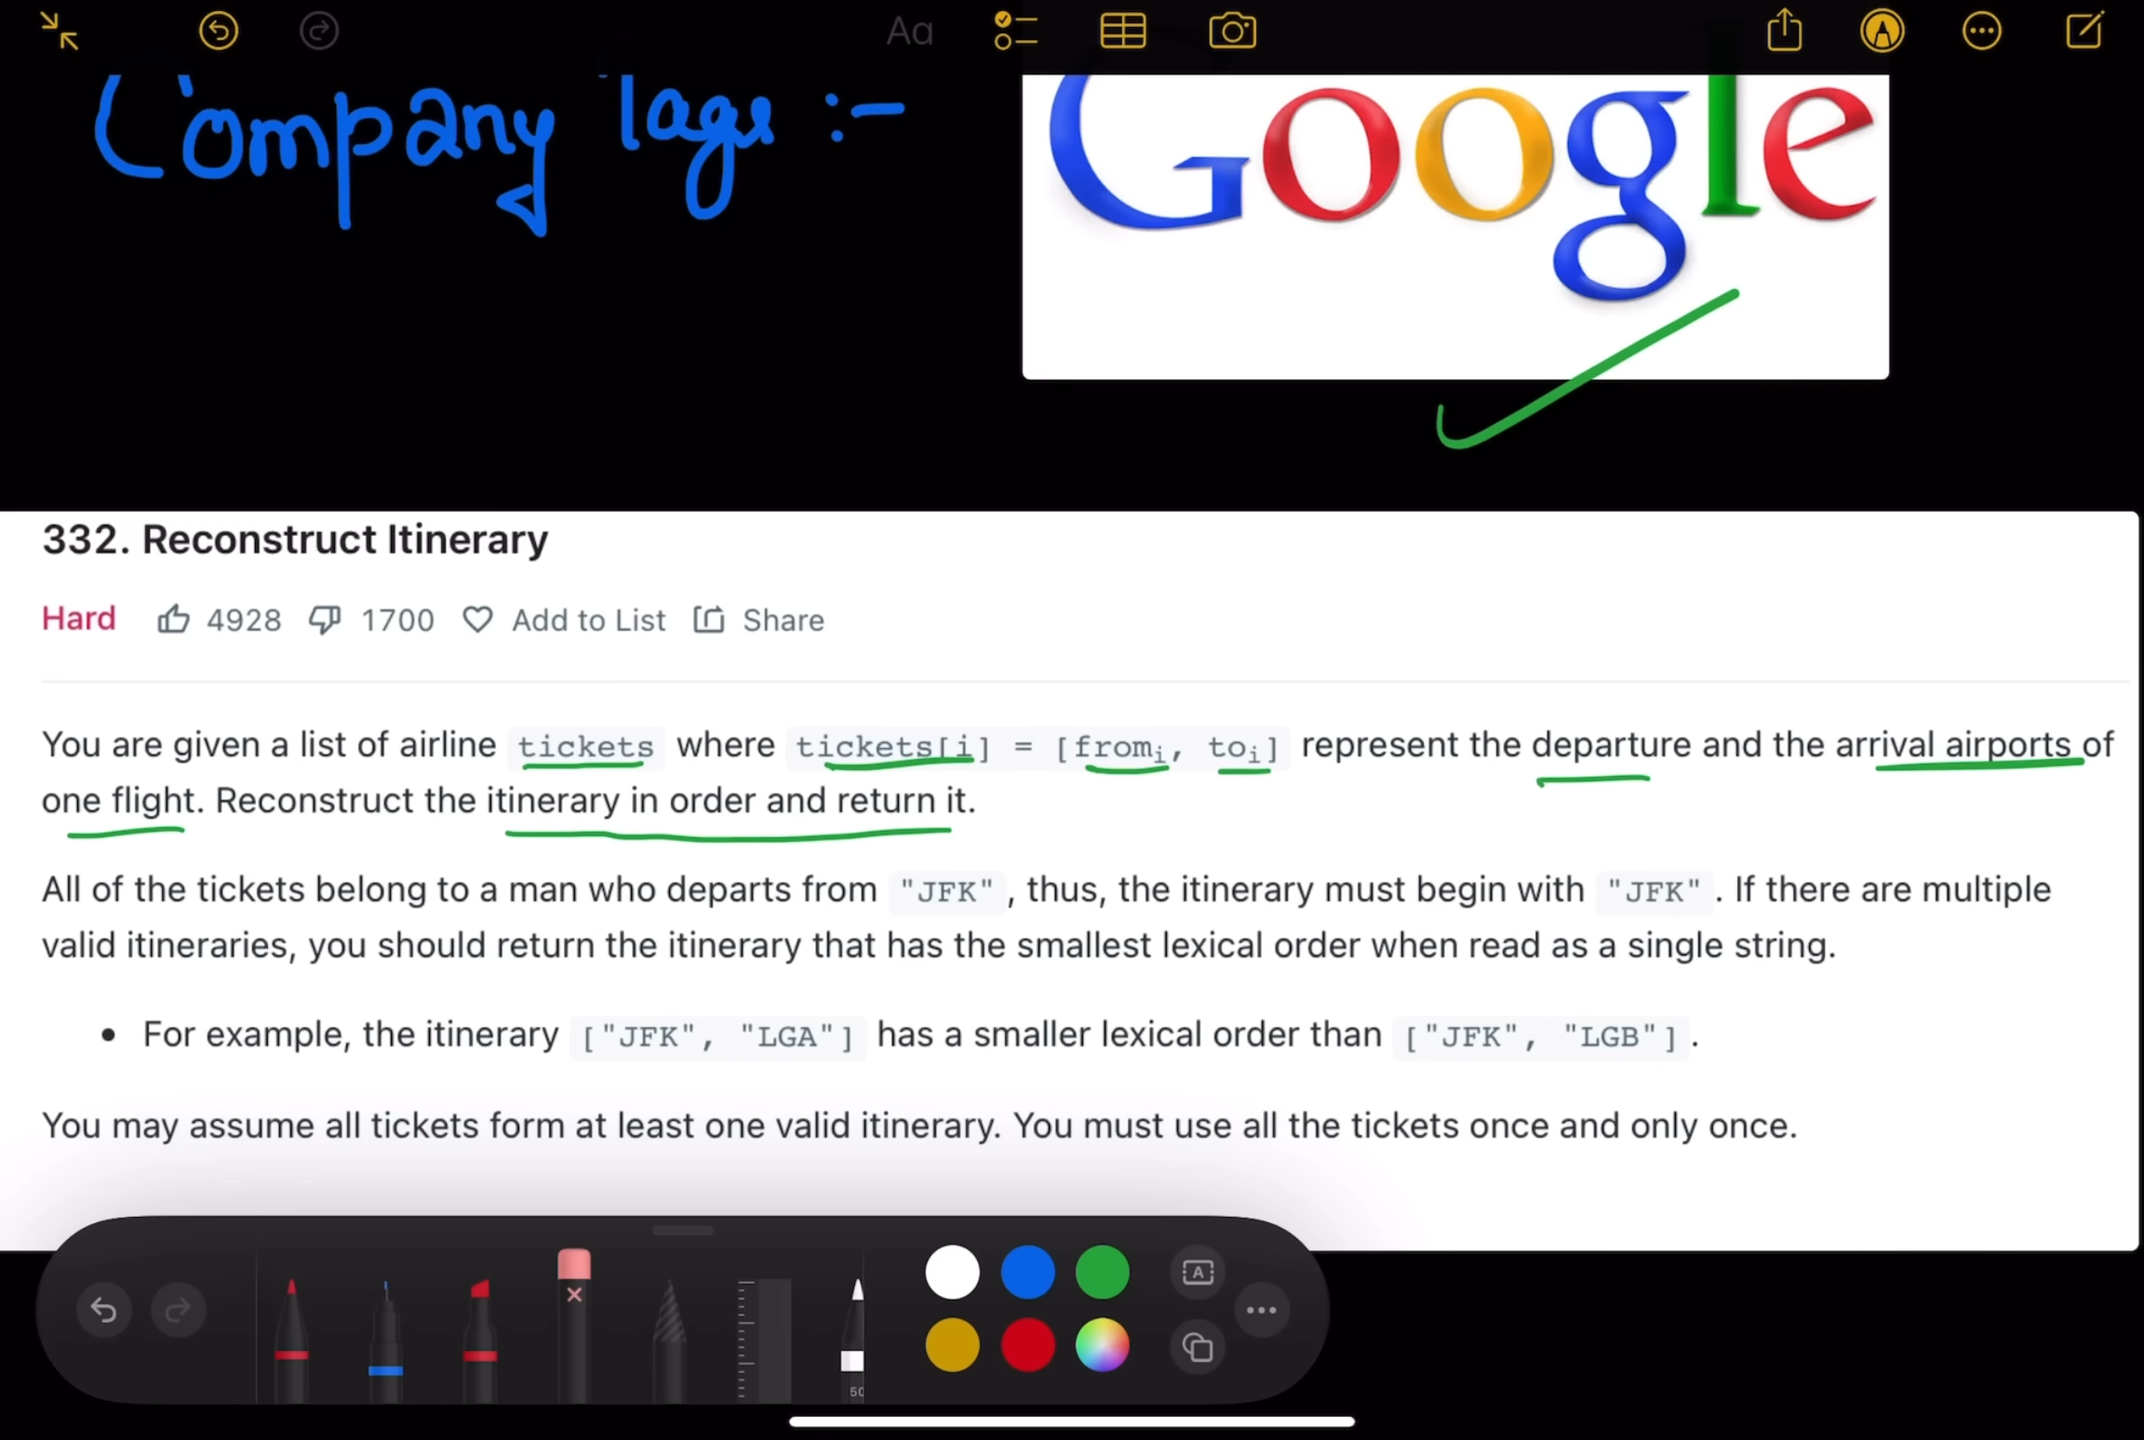 Aa
Company Tags :-
Google
332. Reconstruct Itinerary
Hard 4928 1700 Add to List Share
You are given a list of airline tickets where tickets[i] = [fromi, toi] represent the departure and the arrival airports of
one flight. Reconstruct the itinerary in order and return it.
All of the tickets belong to a man who departs from "JFK", thus, the itinerary must begin with "JFK". If there are multiple
valid itineraries, you should return the itinerary that has the smallest lexical order when read as a single string.
• For example, the itinerary ["JFK", "LGA"] has a smaller lexical order than ["JFK", "LGB"].
You may assume all tickets form at least one valid itinerary. You must use all the tickets once and only once.
A
50